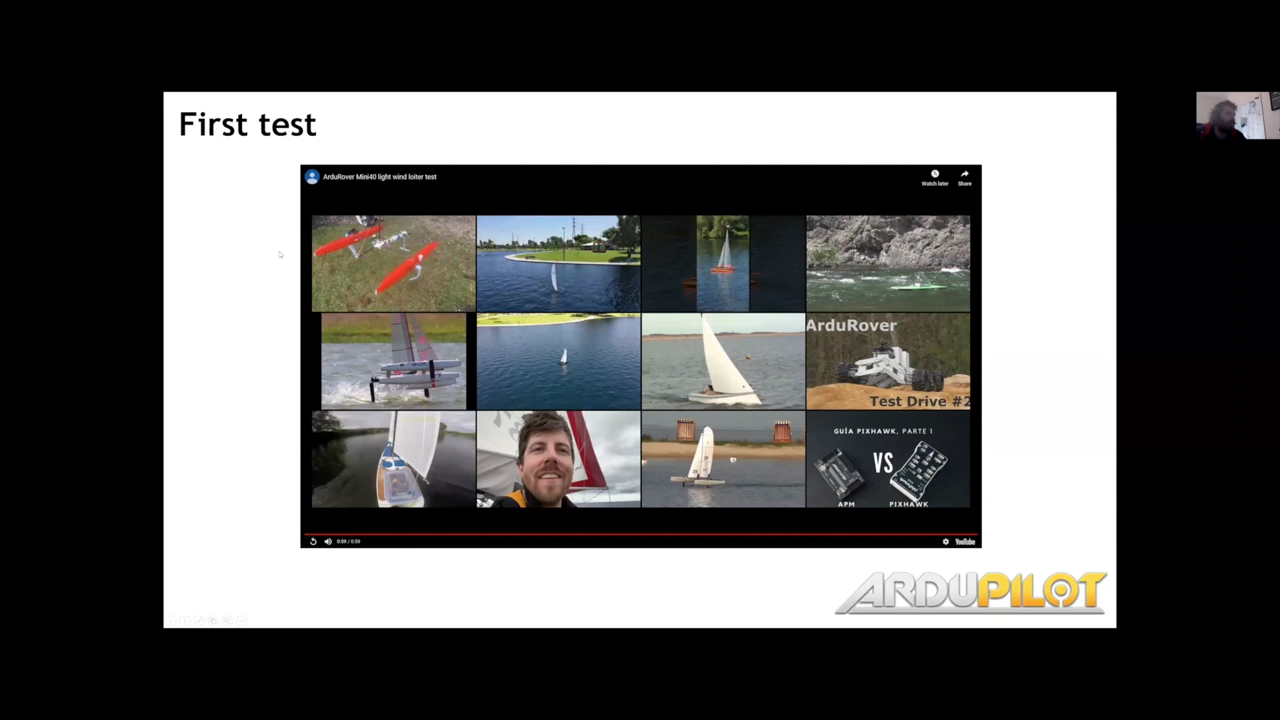 First test
ArduRover Mini40 light wind loiter test
Watch later
Share
ArduRover
Test Drive #2
GUÍA PIXHAWK, PARTE 1
VS
APM
PIXHAWK
0:59 / 0:59
YouTube
ARDUPILOT